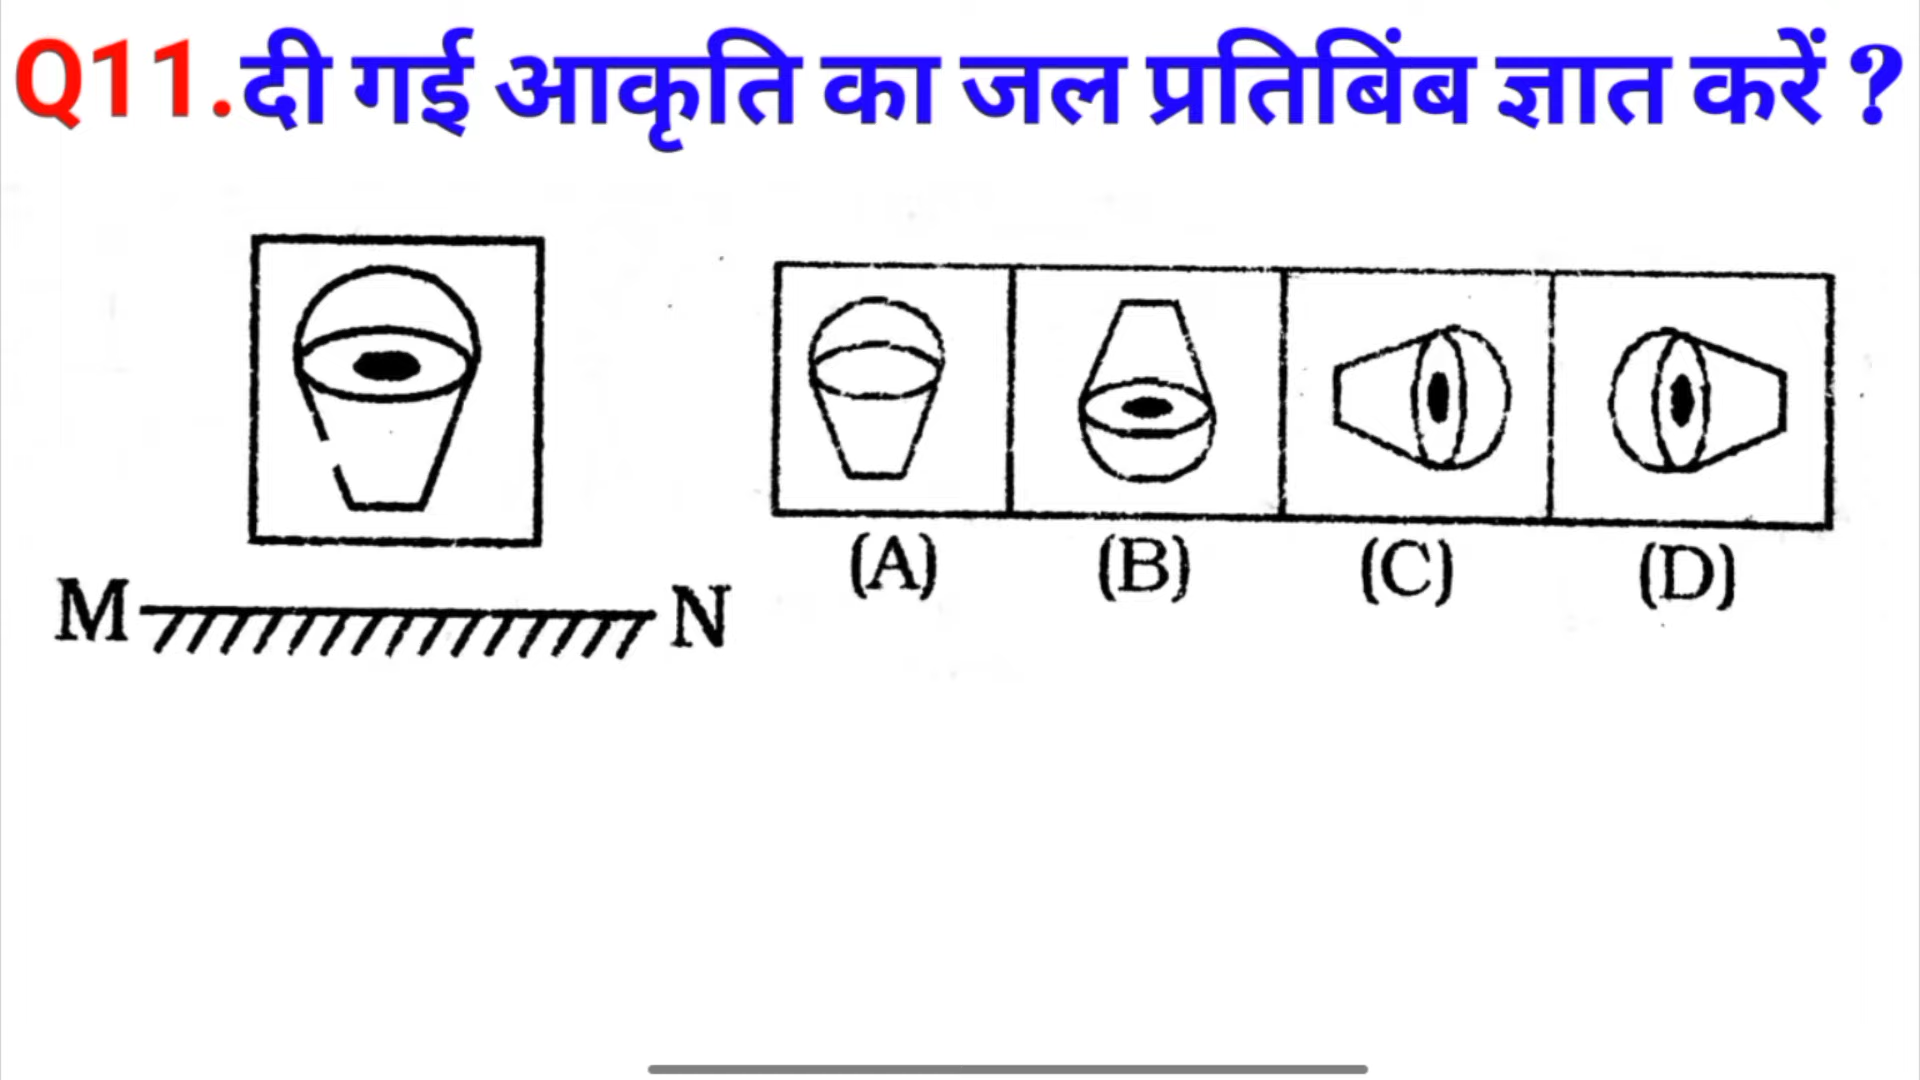 Q11.दी गई आकृति का जल प्रतिबिंब ज्ञात करें ?
M N
(A) (B) (C) (D)